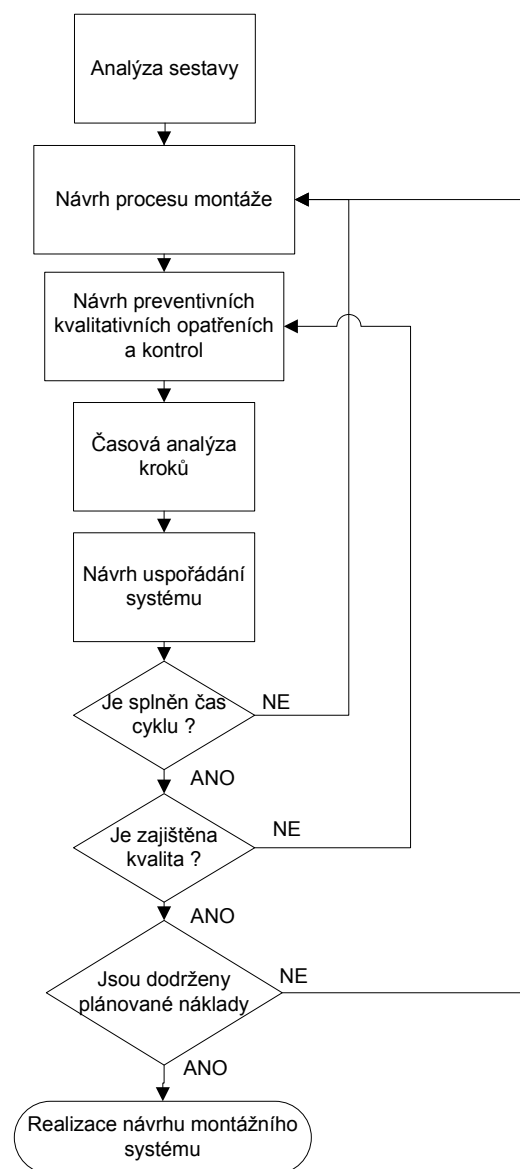 Analýza sestavy
Návrh procesu montáže
Návrh preventivních
kvalitativních opatřeních
a kontrol
Časová analýza
kroků
Návrh uspořádání
systému
Je splněn čas
cyklu ?
NE
ANO
Je zajištěna
kvalita ?
NE
ANO
Jsou dodrženy
plánované náklady
NE
ANO
Realizace návrhu montážního
systému